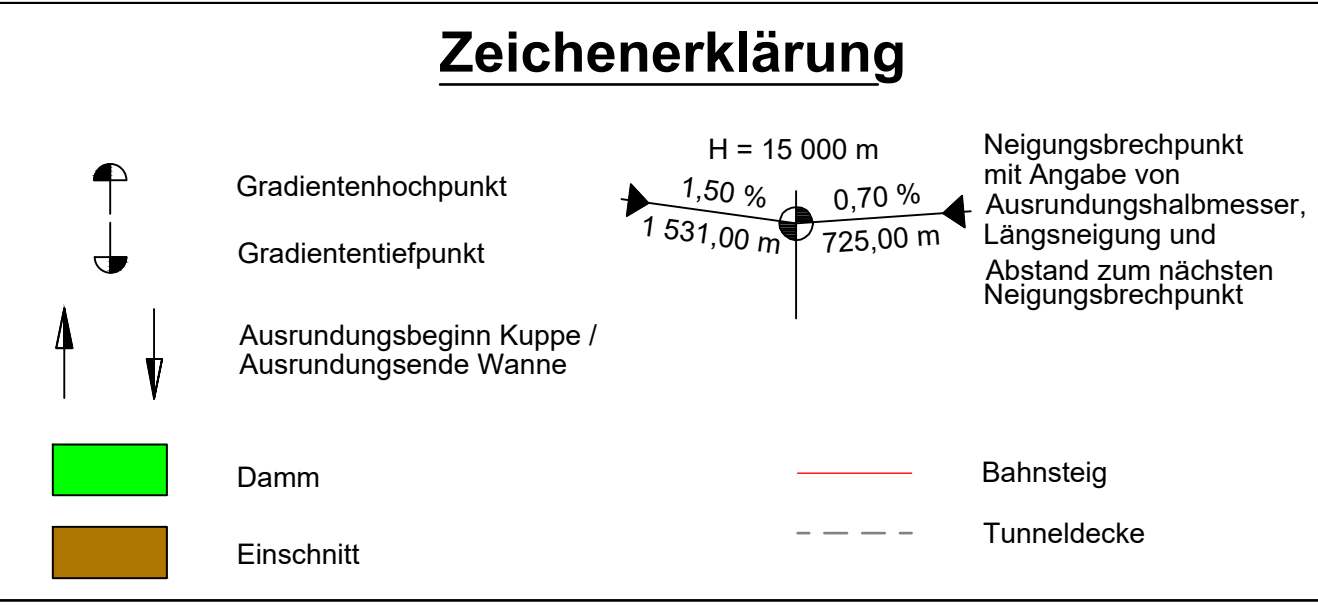 Zeichenerklärung
Gradientenhochpunkt
Gradiententiefpunkt
Ausrundungsbeginn Kuppe /
Ausrundungsende Wanne
Damm
Einschnitt
H = 15 000 m
1,50 %
0,70 %
1 531,00 m
725,00 m
Neigungsbrechpunkt
mit Angabe von
Ausrundungshalbmesser,
Längsneigung und
Abstand zum nächsten
Neigungsbrechpunkt
Bahnsteig
Tunneldecke